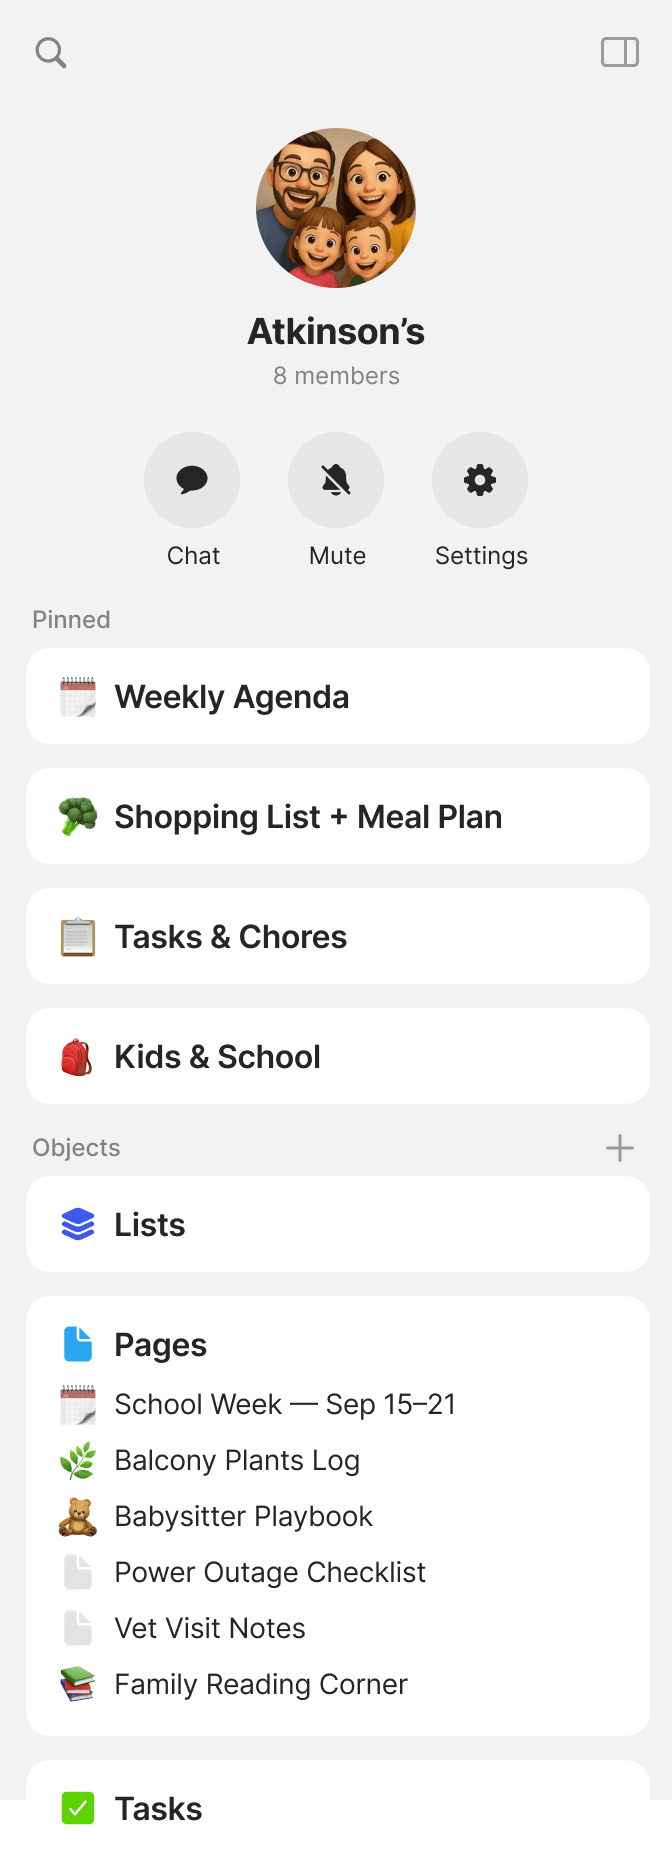 Atkinson’s
8 members
Chat
Mute
Settings
Pinned
Weekly Agenda
Shopping List + Meal Plan
Tasks & Chores
Kids & School
Objects
Lists
Pages
School Week — Sep 15–21
Balcony Plants Log
Babysitter Playbook
Power Outage Checklist
Vet Visit Notes
Family Reading Corner
Tasks